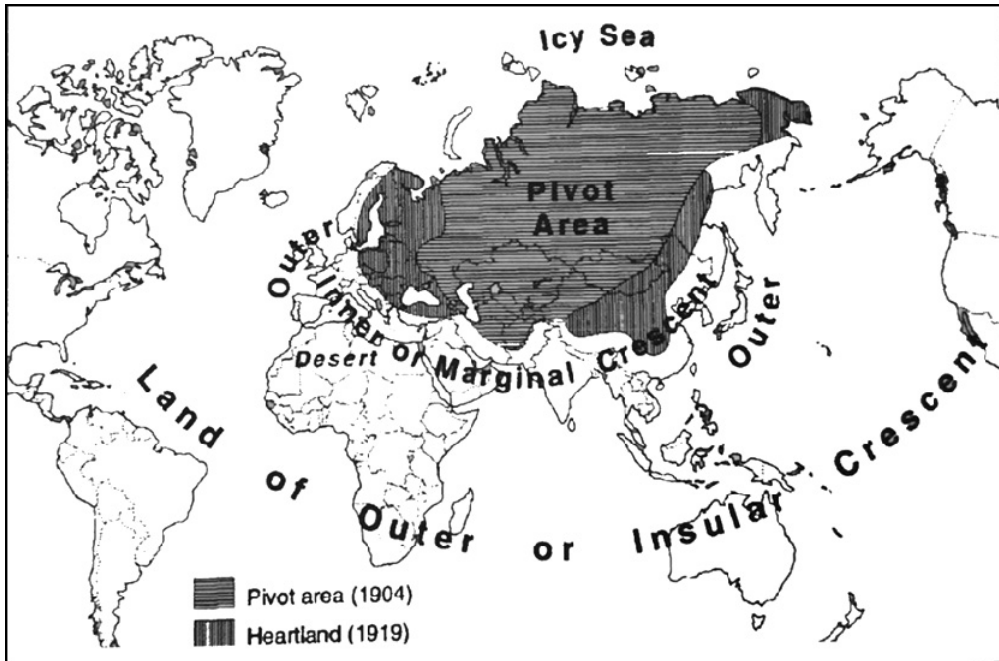 Icy Sea
Pivot
Area
Outer
Inner or Marginal Crescent
Desert
Outer
Land of Outer or Insular Crescent
Pivot area (1904)
Heartland (1919)